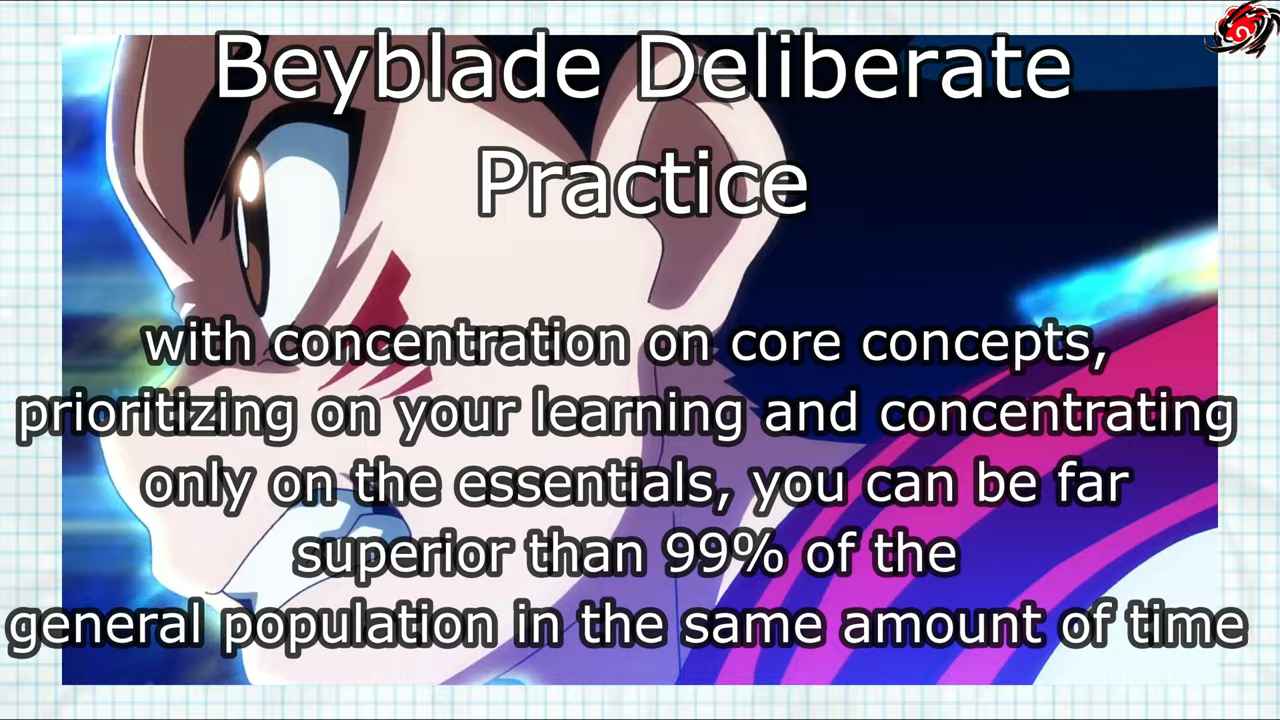 Beyblade Deliberate
Practice
with concentration on core concepts,
prioritizing on your learning and concentrating
only on the essentials, you can be far
superior than 99% of the
general population in the same amount of time